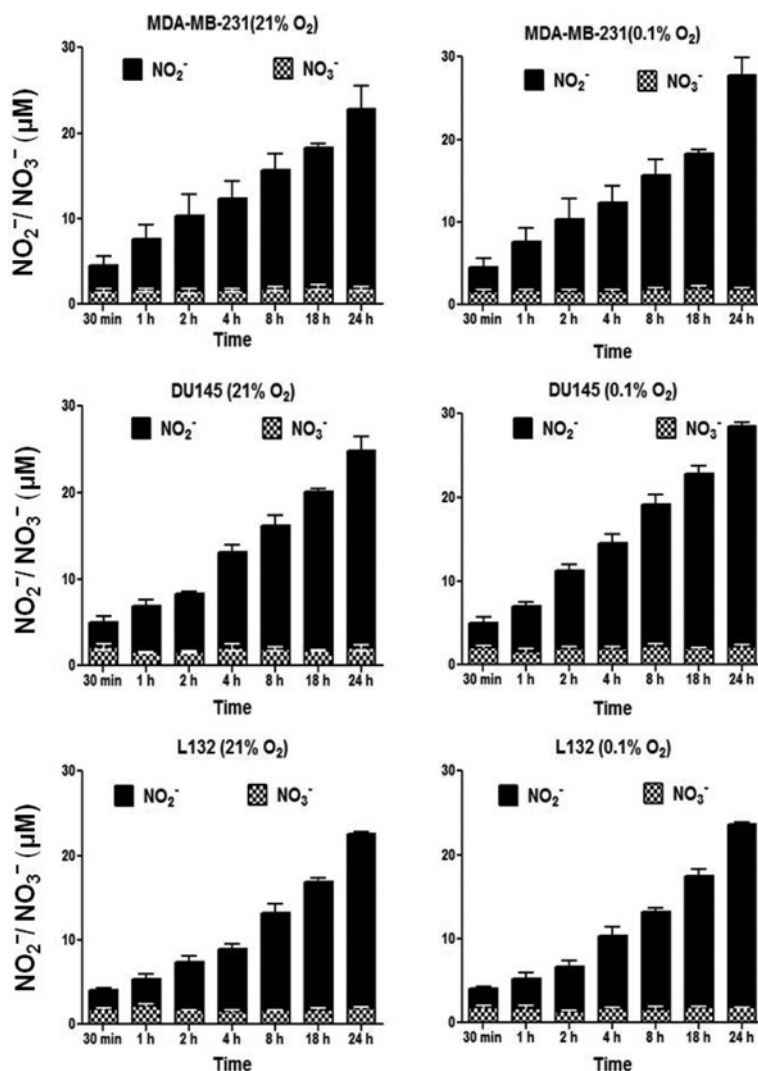 MDA-MB-231(21% O₂)
NO₂⁻ NO₃⁻
NO₂⁻/ NO₃⁻ (µM)
30
20
10
0
30 min 1 h 2 h 4 h 8 h 18 h 24 h
Time
MDA-MB-231(0.1% O₂)
NO₂⁻ NO₃⁻
30
20
10
0
30 min 1 h 2 h 4 h 8 h 18 h 24 h
Time
DU145 (21% O₂)
NO₂⁻ NO₃⁻
NO₂⁻/ NO₃⁻ (µM)
30
20
10
0
30 min 1 h 2 h 4 h 8 h 18 h 24 h
Time
DU145 (0.1% O₂)
NO₂⁻ NO₃⁻
30
20
10
0
30 min 1 h 2 h 4 h 8 h 18 h 24 h
Time
L132 (21% O₂)
NO₂⁻ NO₃⁻
NO₂⁻/ NO₃⁻ (µM)
30
20
10
0
30 min 1 h 2 h 4 h 8 h 18 h 24 h
Time
L132 (0.1% O₂)
NO₂⁻ NO₃⁻
30
20
10
0
30 min 1 h 2 h 4 h 8 h 18 h 24 h
Time